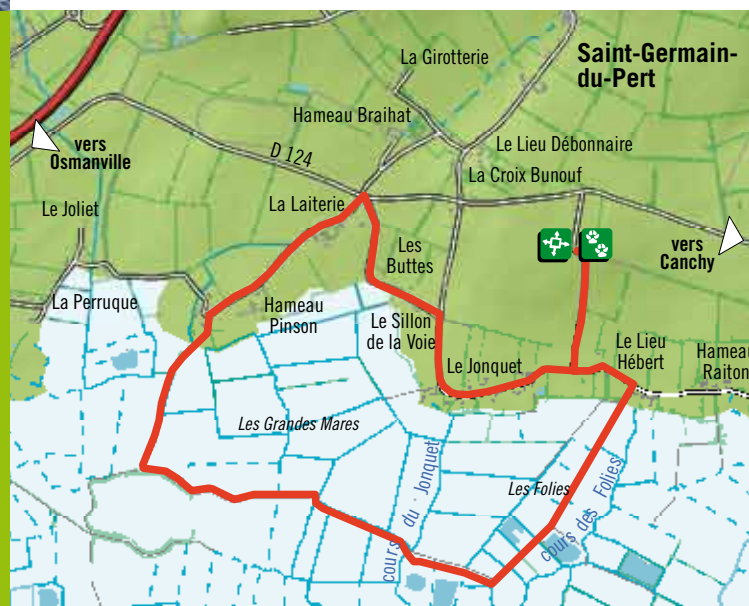 Saint-Germain-
du-Pert
La Girotterie
Hameau Braihat
vers
Osmanville
D 124
Le Lieu Débonnaire
La Croix Bunouf
Le Joliet
La Laiterie
Les
Buttes
vers
Canchy
La Perruque
Hameau
Pinson
Le Sillon
de la Voie
Le Jonquet
Le Lieu
Hébert
Hameau
Raiton
Les Grandes Mares
cours du Jonquet
Les Folies
cours des Folies